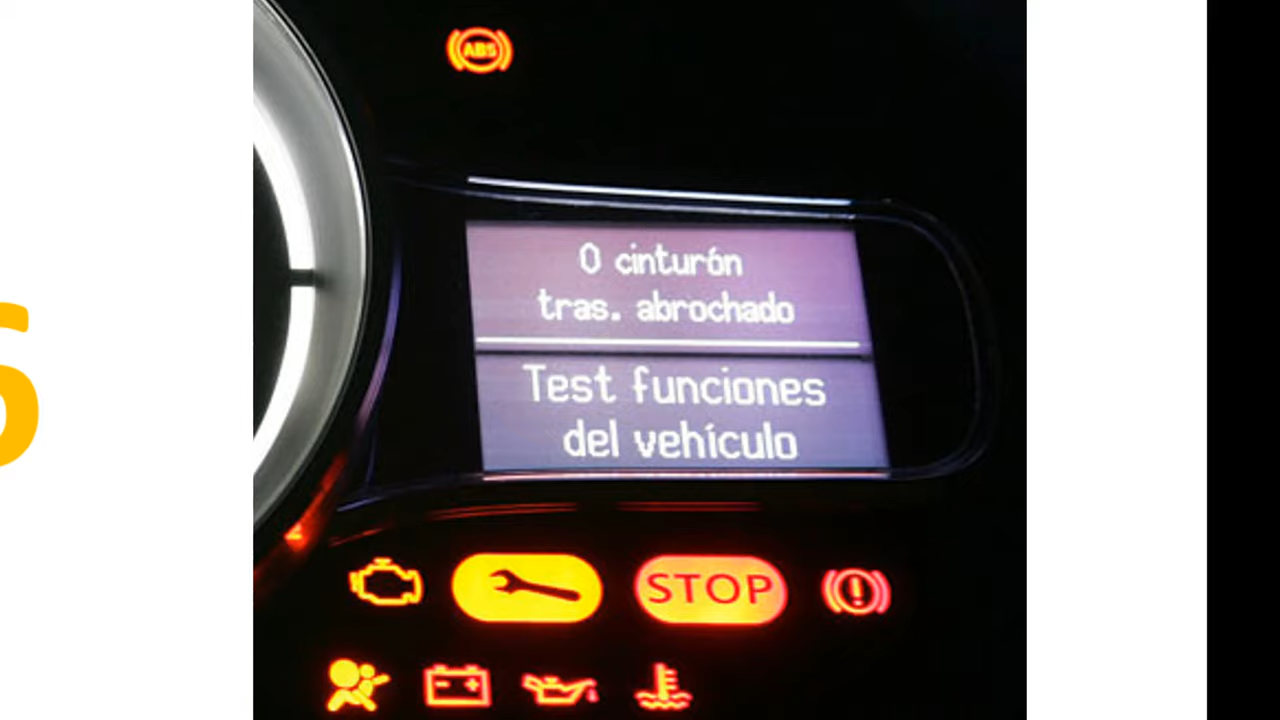 ABS
0 cinturón
tras. abrochado
Test funciones
del vehículo
STOP